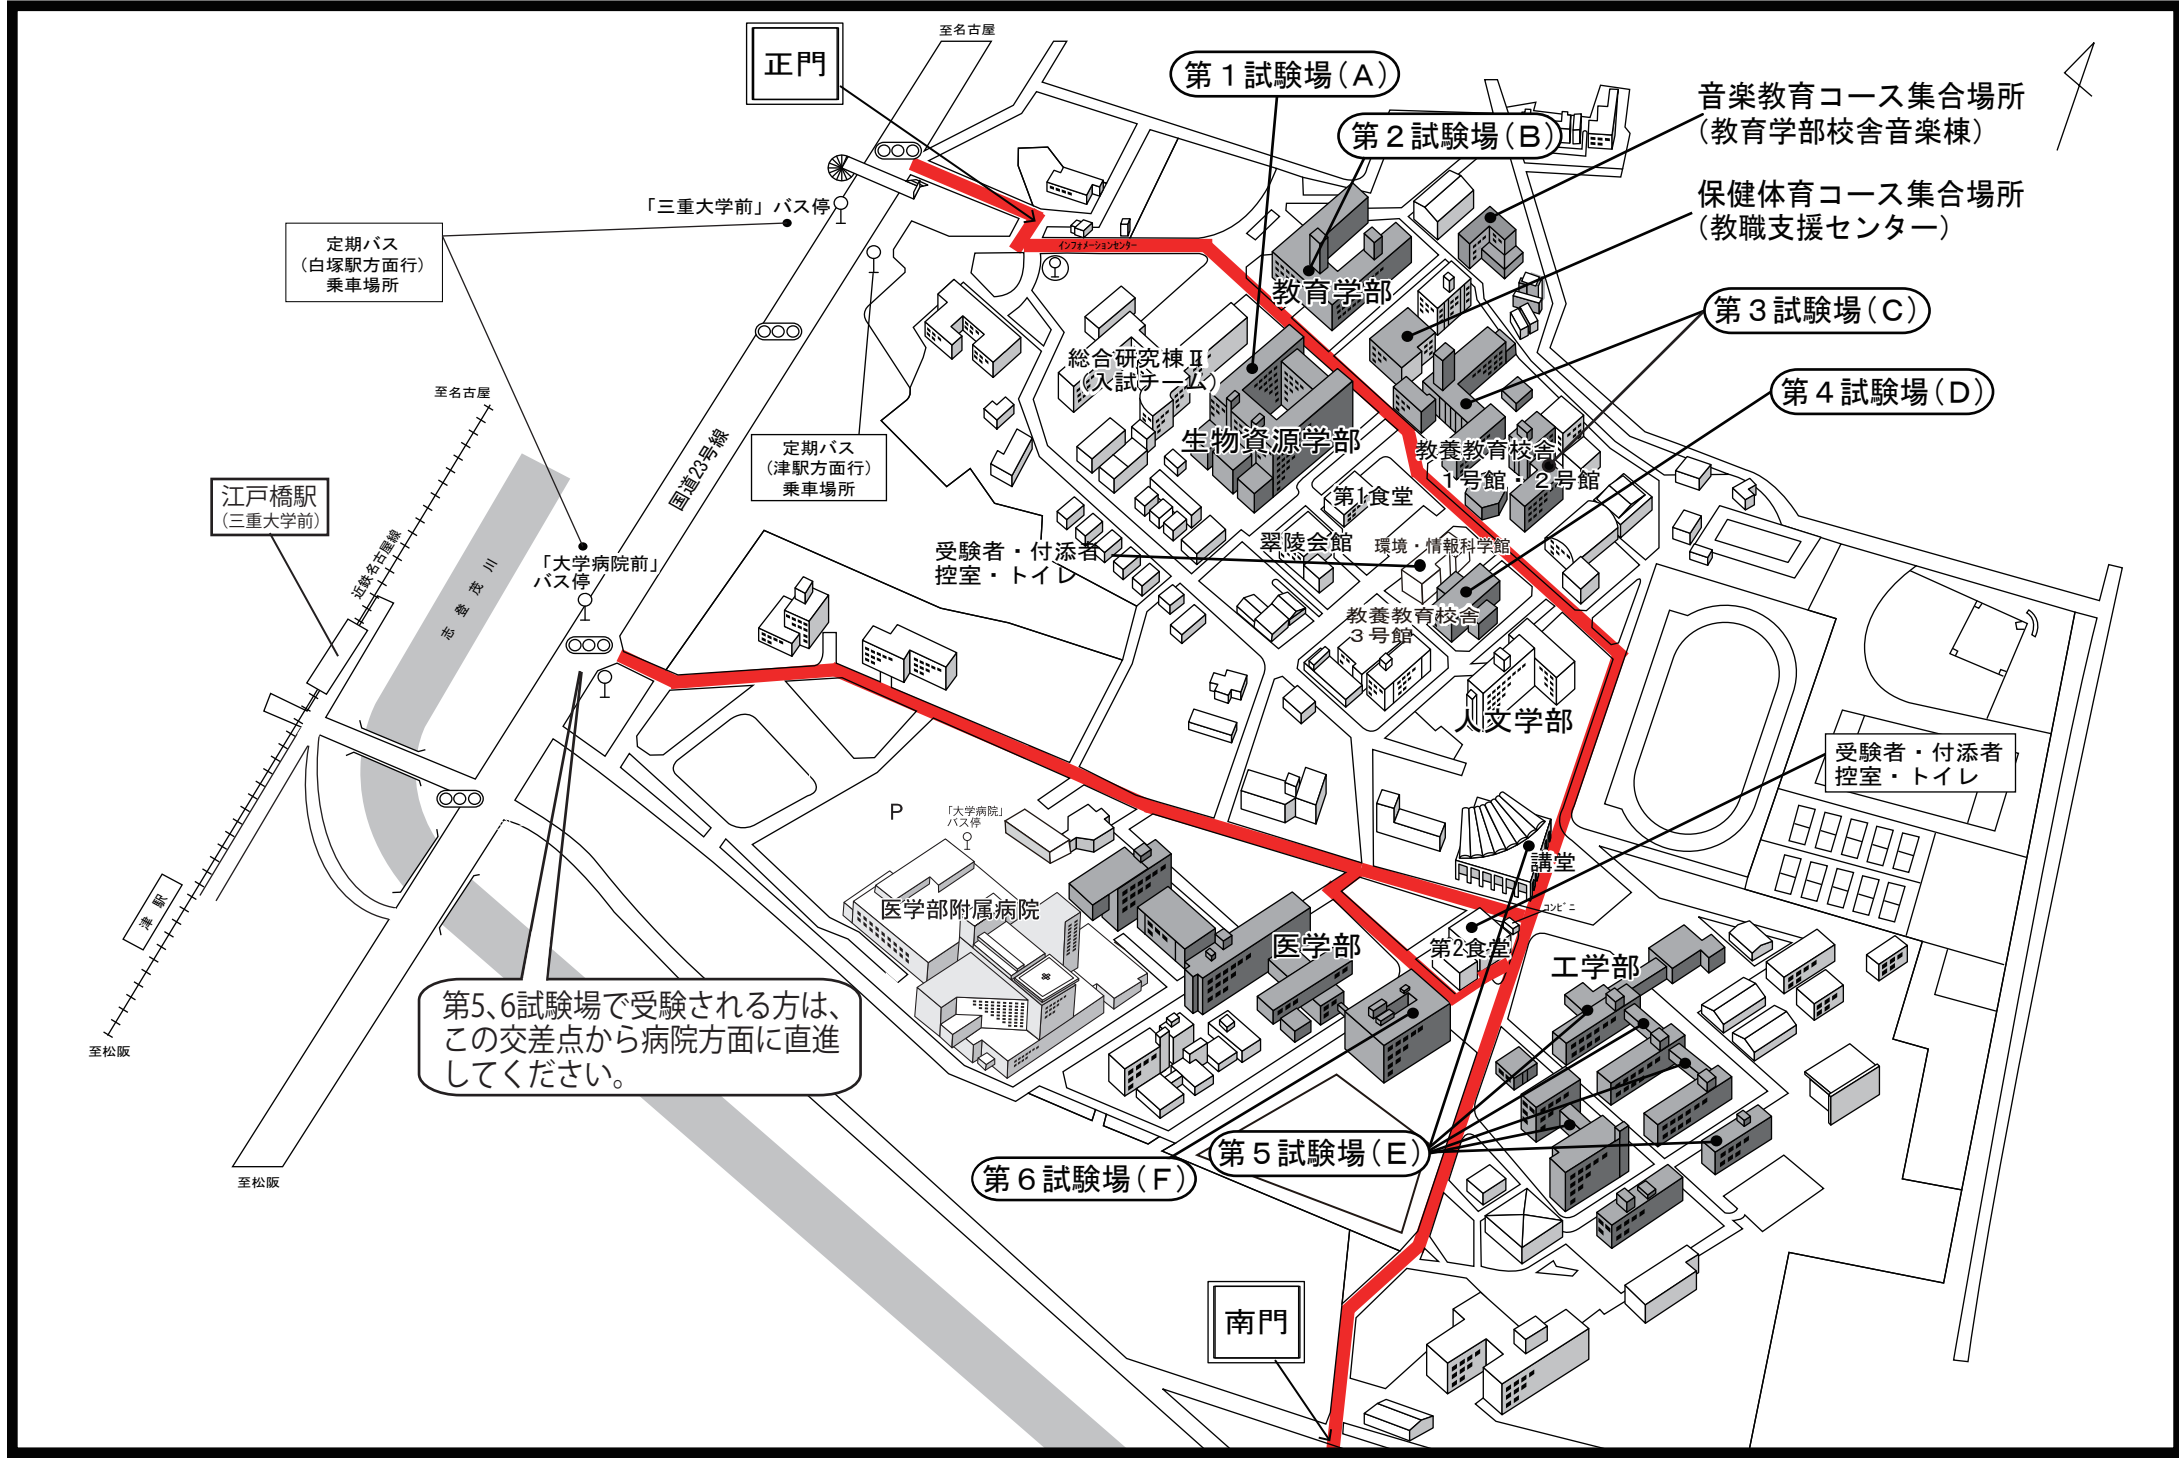 至名古屋
正門
第1試験場(A)
第2試験場(B)
音楽教育コース集合場所
(教育学部校舎音楽棟)
保健体育コース集合場所
(教職支援センター)
「三重大学前」バス停
定期バス
(白塚駅方面行)
乗車場所
インフォメーションセンター
教育学部
第3試験場(C)
総合研究棟Ⅱ
(入試チーム)
第4試験場(D)
至名古屋
国道23号線
定期バス
(津駅方面行)
乗車場所
生物資源学部
教養教育校舎
1号館・2号館
江戸橋駅
(三重大学前)
第1食堂
近鉄名古屋線
志登茂川
「大学病院前」
バス停
受験者・付添者
控室・トイレ
翠陵会館
環境・情報科学館
教養教育校舎
3号館
人文学部
受験者・付添者
控室・トイレ
P
「大学病院」
バス停
講堂
コンビニ
津駅
医学部附属病院
医学部
第2食堂
工学部
第5、6試験場で受験される方は、
この交差点から病院方面に直進
してください。
至松阪
第5試験場(E)
第6試験場(F)
至松阪
南門